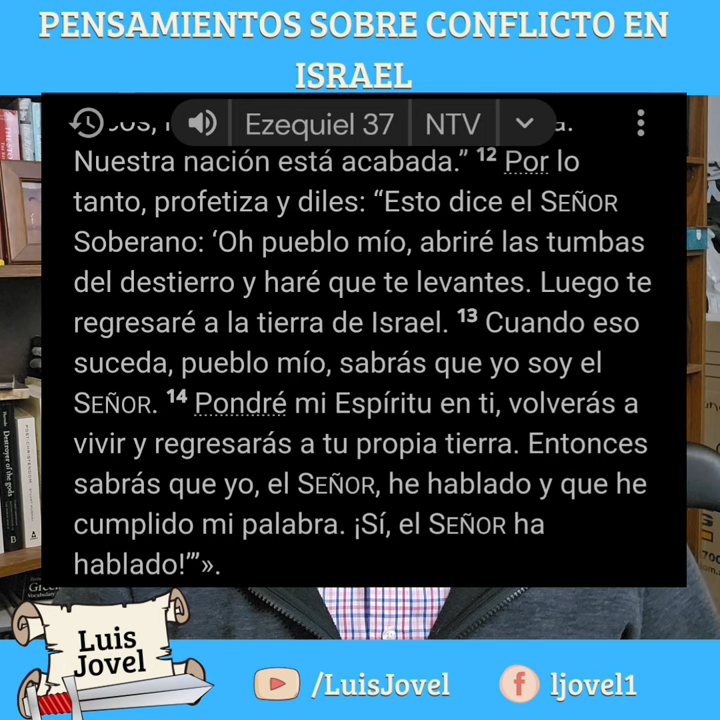 PENSAMIENTOS SOBRE CONFLICTO EN
ISRAEL
Ezequiel 37 NTV
Nuestra nación está acabada.” 12 Por lo
tanto, profetiza y diles: “Esto dice el SEÑOR
Soberano: ‘Oh pueblo mío, abriré las tumbas
del destierro y haré que te levantes. Luego te
regresaré a la tierra de Israel. 13 Cuando eso
suceda, pueblo mío, sabrás que yo soy el
SEÑOR. 14 Pondré mi Espíritu en ti, volverás a
vivir y regresarás a tu propia tierra. Entonces
sabrás que yo, el SEÑOR, he hablado y que he
cumplido mi palabra. ¡Sí, el SEÑOR ha
hablado!’”».
Destroyer of the gods
Luis
Jovel
/LuisJovel
ljovel1